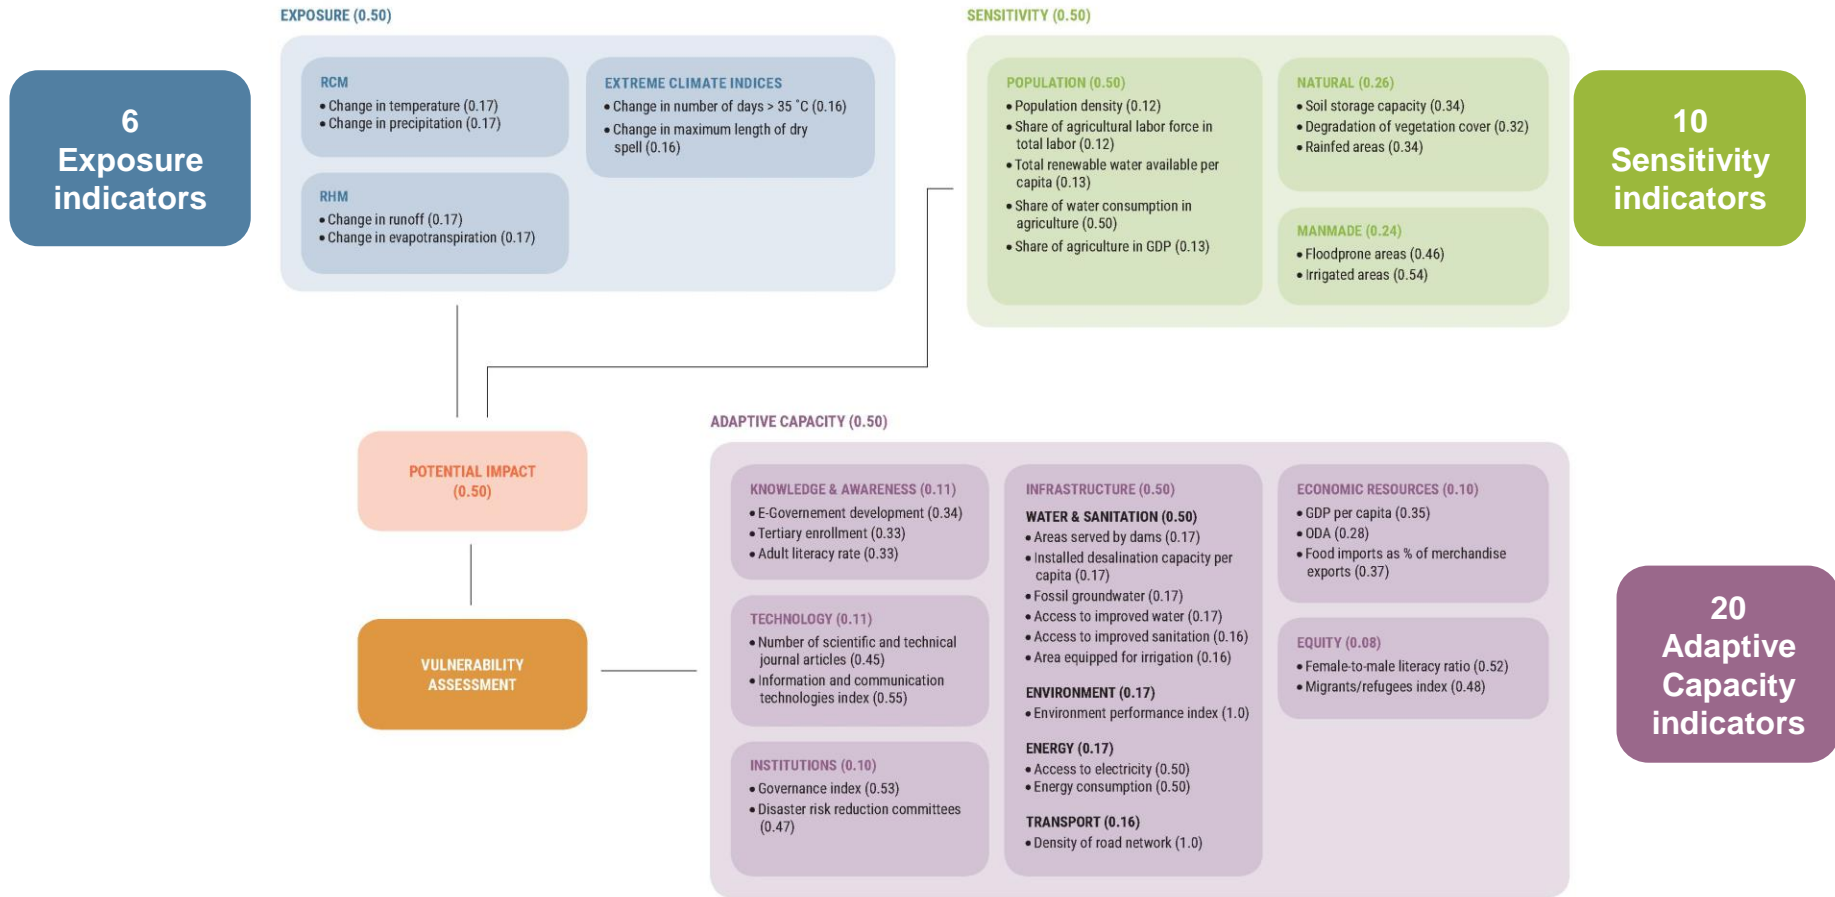 EXPOSURE (0.50)
6
Exposure
indicators
RCM
• Change in temperature (0.17)
• Change in precipitation (0.17)
EXTREME CLIMATE INDICES
• Change in number of days > 35 ˚C (0.16)
• Change in maximum length of dry
spell (0.16)
RHM
• Change in runoff (0.17)
• Change in evapotranspiration (0.17)
SENSITIVITY (0.50)
POPULATION (0.50)
• Population density (0.12)
• Share of agricultural labor force in
total labor (0.12)
• Total renewable water available per
capita (0.13)
• Share of water consumption in
agriculture (0.50)
• Share of agriculture in GDP (0.13)
NATURAL (0.26)
• Soil storage capacity (0.34)
• Degradation of vegetation cover (0.32)
• Rainfed areas (0.34)
MANMADE (0.24)
• Floodprone areas (0.46)
• Irrigated areas (0.54)
10
Sensitivity
indicators
POTENTIAL IMPACT
(0.50)
VULNERABILITY
ASSESSMENT
ADAPTIVE CAPACITY (0.50)
KNOWLEDGE & AWARENESS (0.11)
• E-Governement development (0.34)
• Tertiary enrollment (0.33)
• Adult literacy rate (0.33)
TECHNOLOGY (0.11)
• Number of scientific and technical
journal articles (0.45)
• Information and communication
technologies index (0.55)
INSTITUTIONS (0.10)
• Governance index (0.53)
• Disaster risk reduction committees
(0.47)
INFRASTRUCTURE (0.50)
WATER & SANITATION (0.50)
• Areas served by dams (0.17)
• Installed desalination capacity per
capita (0.17)
• Fossil groundwater (0.17)
• Access to improved water (0.17)
• Access to improved sanitation (0.16)
• Area equipped for irrigation (0.16)
ENVIRONMENT (0.17)
• Environment performance index (1.0)
ENERGY (0.17)
• Access to electricity (0.50)
• Energy consumption (0.50)
TRANSPORT (0.16)
• Density of road network (1.0)
ECONOMIC RESOURCES (0.10)
• GDP per capita (0.35)
• ODA (0.28)
• Food imports as % of merchandise
exports (0.37)
EQUITY (0.08)
• Female-to-male literacy ratio (0.52)
• Migrants/refugees index (0.48)
20
Adaptive
Capacity
indicators